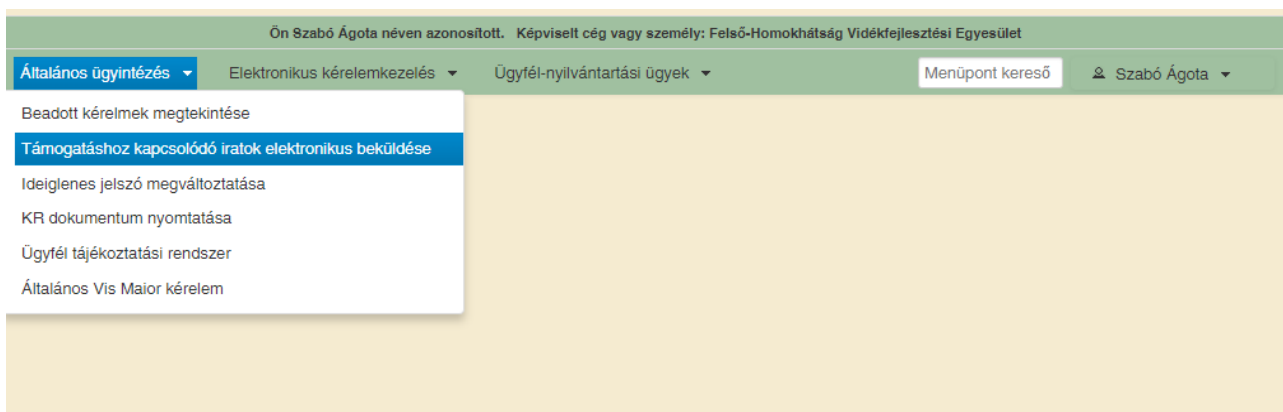 Ön Szabó Ágota néven azonosított. Képviselt cég vagy személy: Felső-Homokhátság Vidékfejlesztési Egyesület
Általános ügyintézés Elektronikus kérelemkezelés Ügyfél-nyilvántartási ügyek Menüpont kereső Szabó Ágota
Beadott kérelmek megtekintése
Támogatáshoz kapcsolódó iratok elektronikus beküldése
Ideiglenes jelszó megváltoztatása
KR dokumentum nyomtatása
Ügyfél tájékoztatási rendszer
Általános Vis Maior kérelem